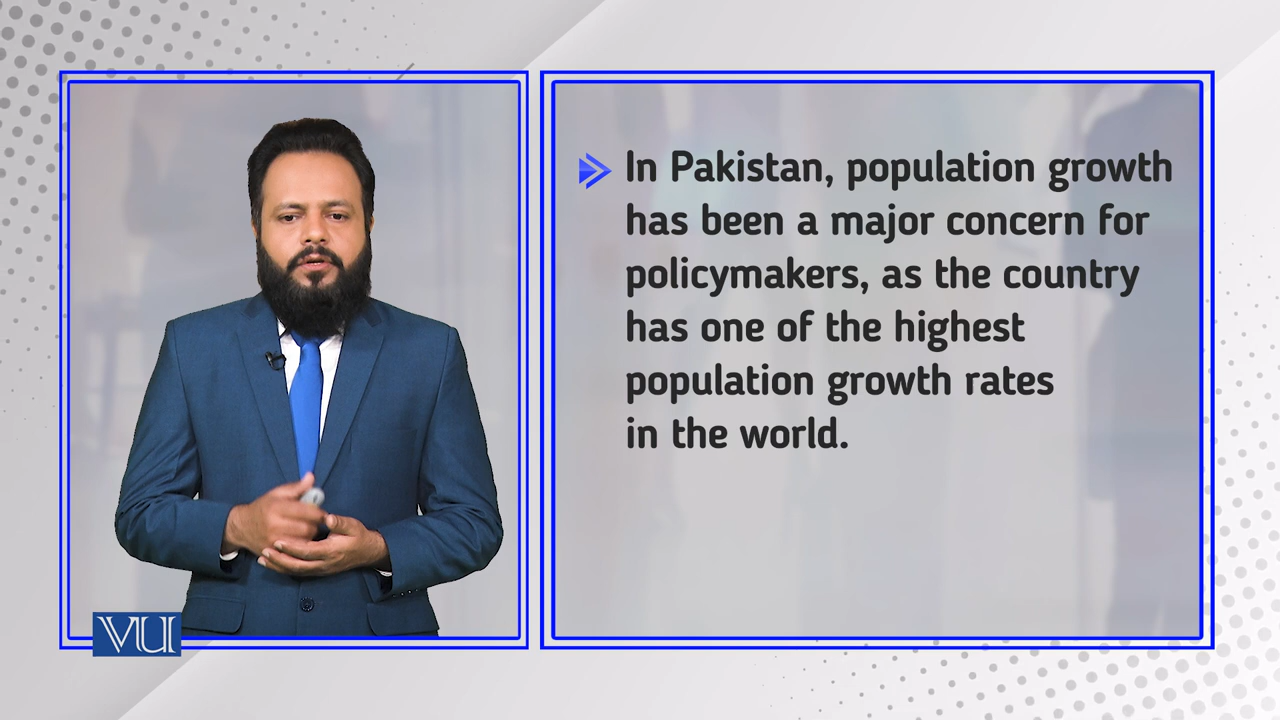 In Pakistan, population growth
has been a major concern for
policymakers, as the country
has one of the highest
population growth rates
in the world.
VU